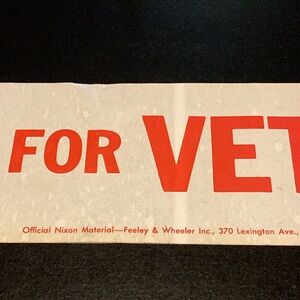 FOR VET
Official Nixon Material—Feeley & Wheeler Inc., 370 Lexington Ave.,